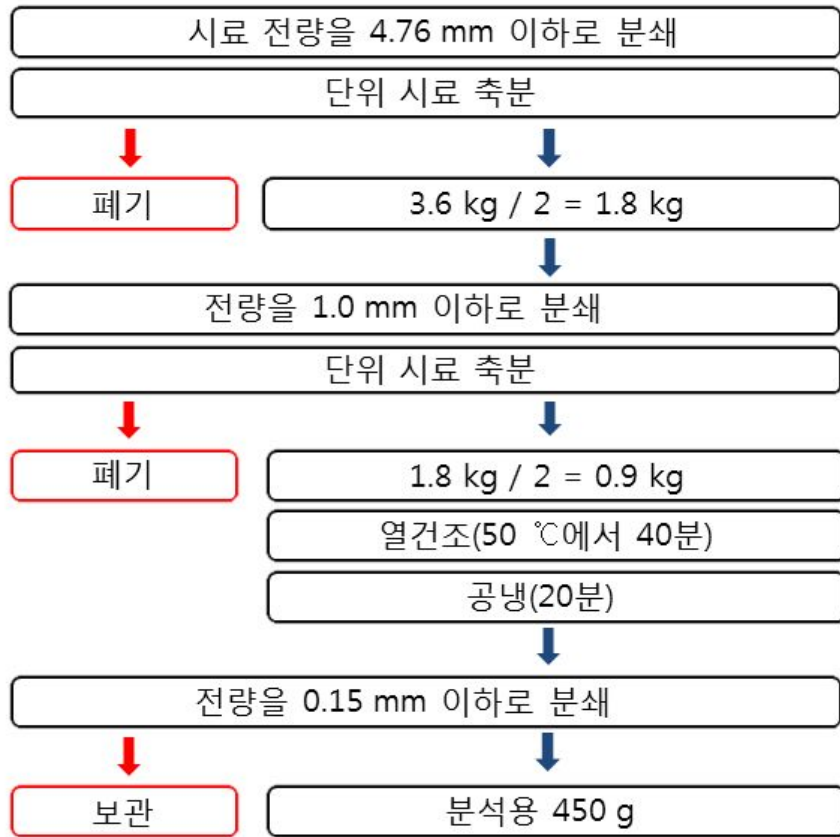 시료 전량을 4.76 mm 이하로 분쇄
단위 시료 축분
폐기
3.6 kg / 2 = 1.8 kg
전량을 1.0 mm 이하로 분쇄
단위 시료 축분
폐기
1.8 kg / 2 = 0.9 kg
열건조(50 ℃에서 40분)
공냉(20분)
전량을 0.15 mm 이하로 분쇄
보관
분석용 450 g